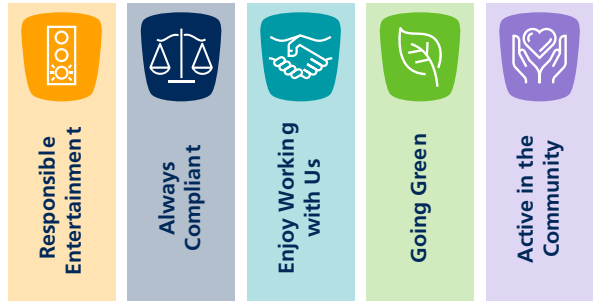 Responsible
Entertainment
Always
Compliant
Enjoy Working
with Us
Going Green
Active in the
Community